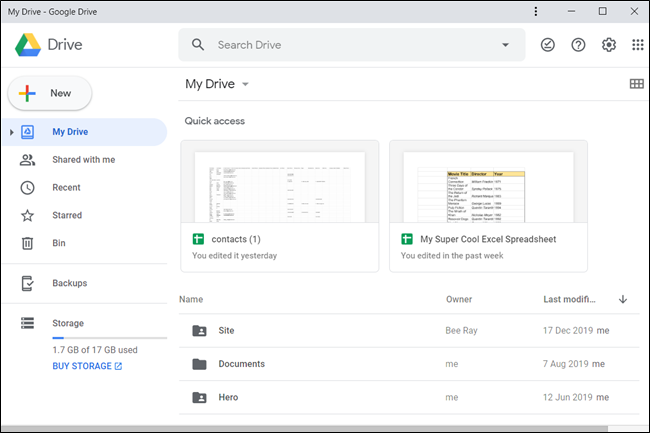 My Drive - Google Drive
Drive
Search Drive
New
My Drive
My Drive
Shared with me
Recent
Starred
Bin
Backups
Storage
1.7 GB of 17 GB used
BUY STORAGE
Quick access
contacts (1)
You edited it yesterday
Movie Title Director Year
My Super Cool Excel Spreadsheet
You edited in the past week
Name Owner Last modifi...
Site Bee Ray 17 Dec 2019 me
Documents me 7 Aug 2019 me
Hero me 12 Jun 2019 me